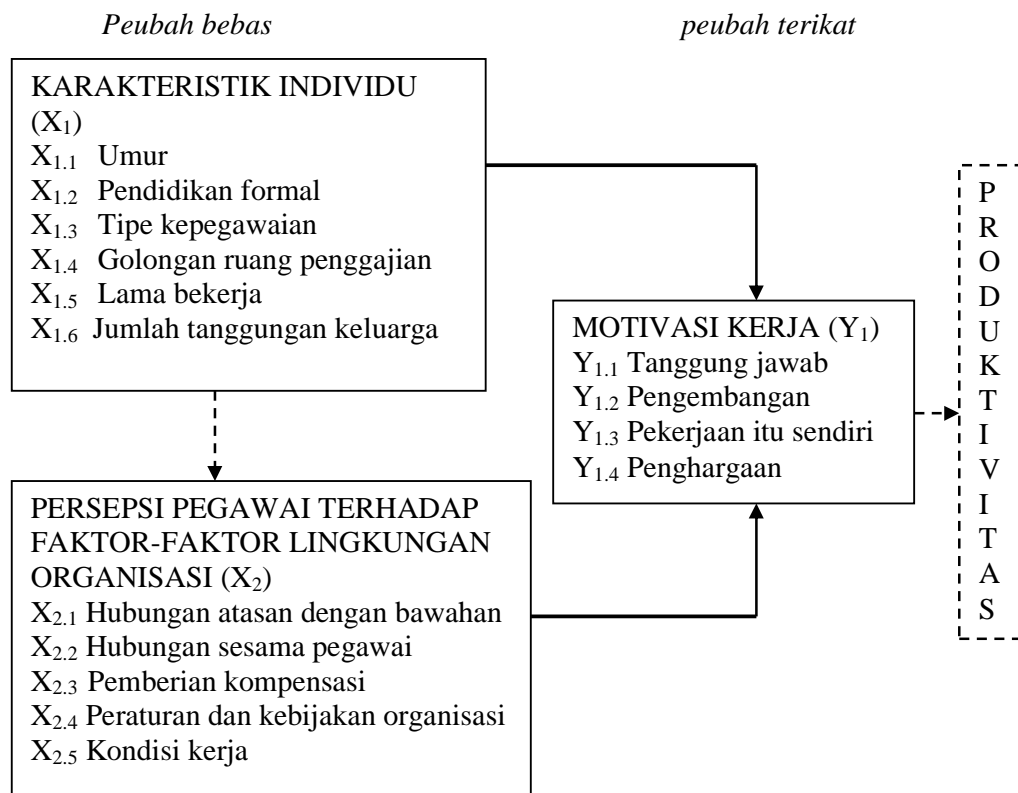 Peubah bebas
peubah terikat
KARAKTERISTIK INDIVIDU
(X₁)
X₁.₁ Umur
X₁.₂ Pendidikan formal
X₁.₃ Tipe kepegawaian
X₁.₄ Golongan ruang penggajian
X₁.₅ Lama bekerja
X₁.₆ Jumlah tanggungan keluarga
PERSEPSI PEGAWAI TERHADAP
FAKTOR-FAKTOR LINGKUNGAN
ORGANISASI (X₂)
X₂.₁ Hubungan atasan dengan bawahan
X₂.₂ Hubungan sesama pegawai
X₂.₃ Pemberian kompensasi
X₂.₄ Peraturan dan kebijakan organisasi
X₂.₅ Kondisi kerja
MOTIVASI KERJA (Y₁)
Y₁.₁ Tanggung jawab
Y₁.₂ Pengembangan
Y₁.₃ Pekerjaan itu sendiri
Y₁.₄ Penghargaan
P
R
O
D
U
K
T
I
V
I
T
A
S